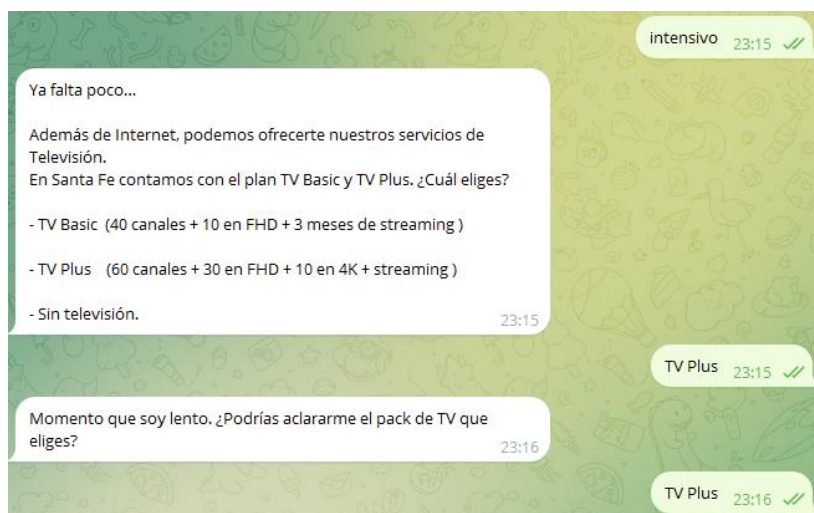 intensivo 23:15
Ya falta poco...
Además de Internet, podemos ofrecerte nuestros servicios de
Televisión.
En Santa Fe contamos con el plan TV Basic y TV Plus. ¿Cuál eliges?
- TV Basic (40 canales + 10 en FHD + 3 meses de streaming )
- TV Plus (60 canales + 30 en FHD + 10 en 4K + streaming )
- Sin televisión.
23:15
TV Plus 23:15
Momento que soy lento. ¿Podrías aclararme el pack de TV que
eliges?
23:16
TV Plus 23:16